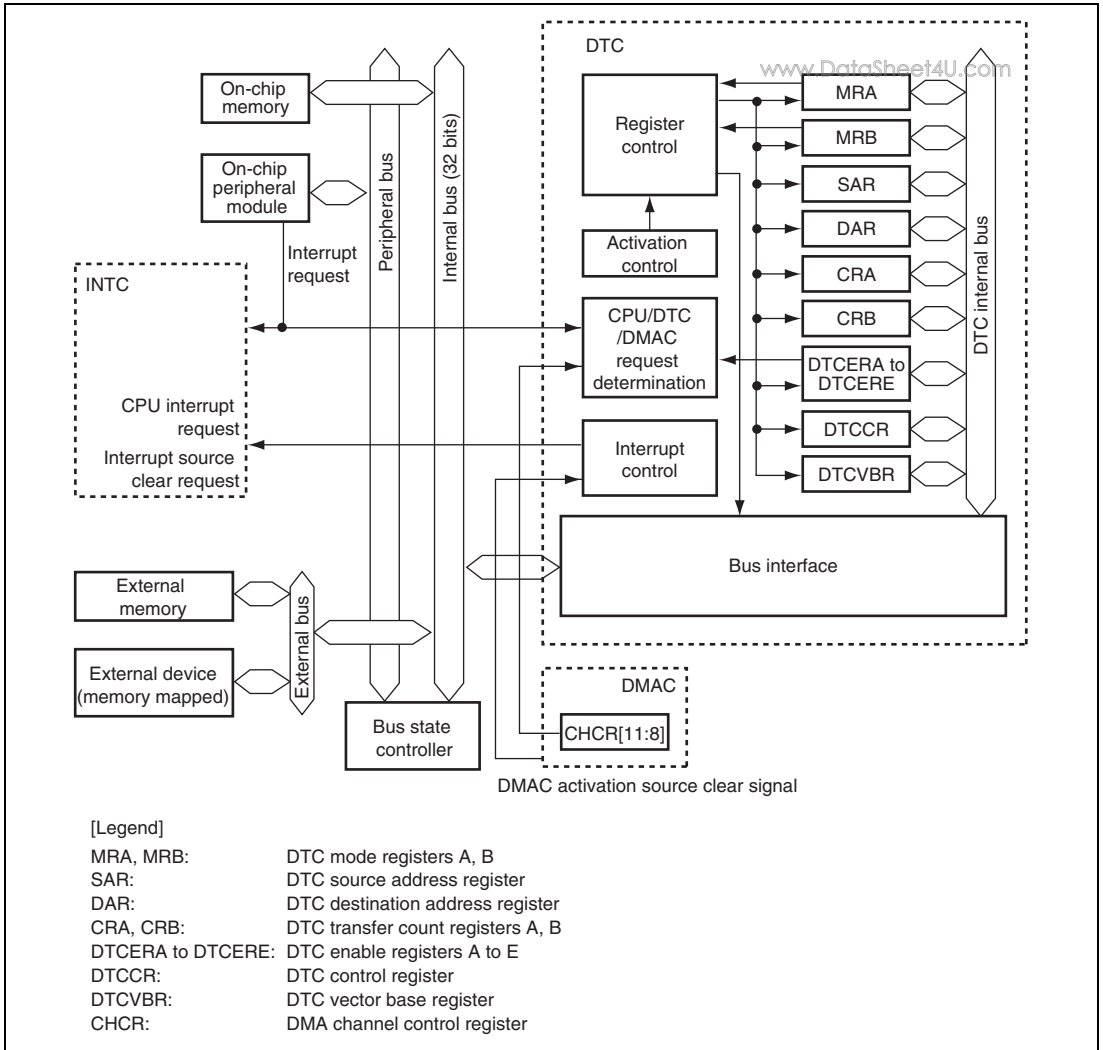 DTC
www.DataSheet4U.com
On-chip
memory
On-chip
peripheral
module
Peripheral bus
Internal bus (32 bits)
Interrupt
request
INTC
CPU interrupt
request
Interrupt source
clear request
Register
control
Activation
control
CPU/DTC
/DMAC
request
determination
Interrupt
control
MRA
MRB
SAR
DAR
CRA
CRB
DTCERA to
DTCERE
DTCCR
DTCVBR
DTC internal bus
Bus interface
External
memory
External device
(memory mapped)
External bus
Bus state
controller
DMAC
CHCR[11:8]
DMAC activation source clear signal
[Legend]
MRA, MRB: DTC mode registers A, B
SAR: DTC source address register
DAR: DTC destination address register
CRA, CRB: DTC transfer count registers A, B
DTCERA to DTCERE: DTC enable registers A to E
DTCCR: DTC control register
DTCVBR: DTC vector base register
CHCR: DMA channel control register